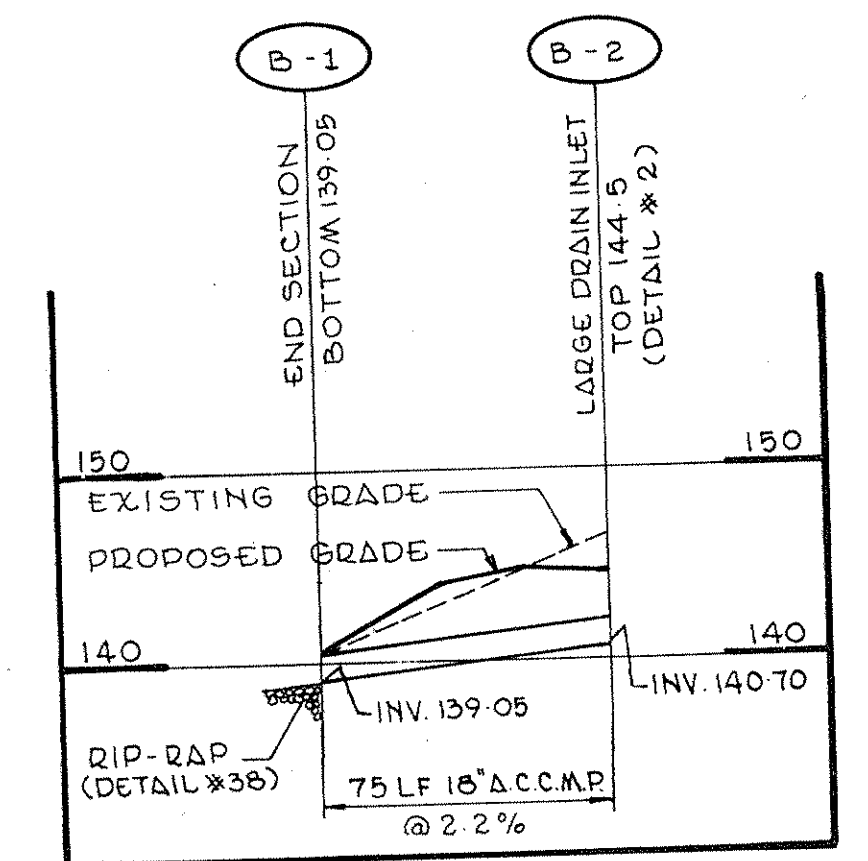 B-1
B-2
END SECTION
BOTTOM 139.05
LARGE DRAIN INLET
TOP 144.5
(DETAIL #2)
150
150
EXISTING GRADE
PROPOSED GRADE
140
140
INV. 139.05
INV. 140.70
RIP-RAP
(DETAIL #38)
75 LF 18" A.C.C.M.P.
@ 2.2%